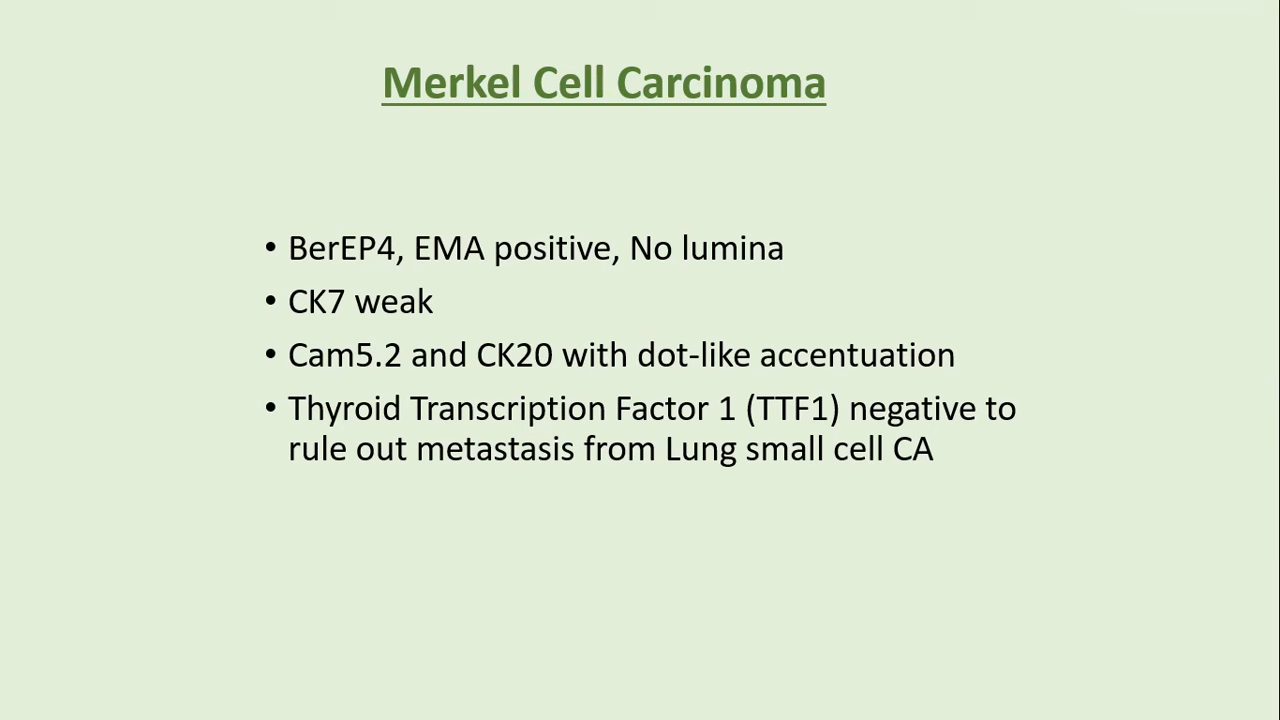 Merkel Cell Carcinoma
• BerEP4, EMA positive, No lumina
• CK7 weak
• Cam5.2 and CK20 with dot-like accentuation
• Thyroid Transcription Factor 1 (TTF1) negative to
rule out metastasis from Lung small cell CA